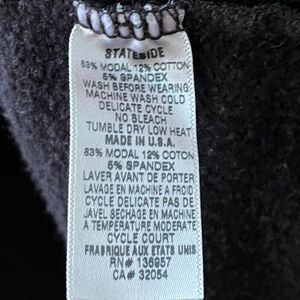 STATESIDE
83% MODAL 12% COTTON
5% SPANDEX
WASH BEFORE WEARING
MACHINE WASH COLD
DELICATE CYCLE
NO BLEACH
TUMBLE DRY LOW HEAT
MADE IN U.S.A.
83% MODAL 12% COTON
5% SPANDEX
LAVER AVANT DE PORTER
LAVAGE EN MACHINE A FROID
CYCLE DELICATE PAS DE
JAVEL SÉCHAGE EN MACHINE
A TEMPERATURE MODERATE
CYCLE COURT
FRABRIQUE AUX ETATS UNIS
RN# 136957
CA# 32054